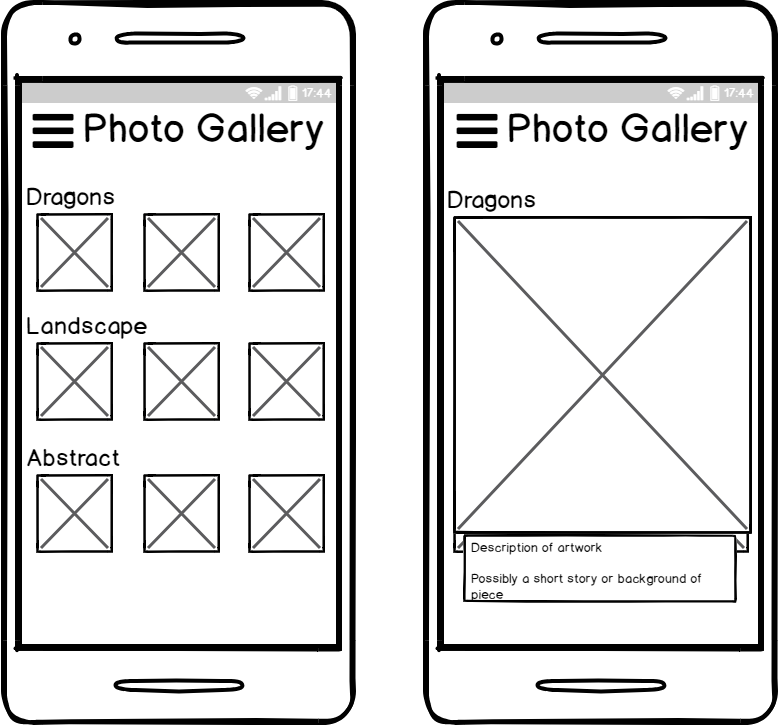 17:44
Photo Gallery
Dragons
Landscape
Abstract
17:44
Photo Gallery
Dragons
Description of artwork
Possibly a short story or background of
piece